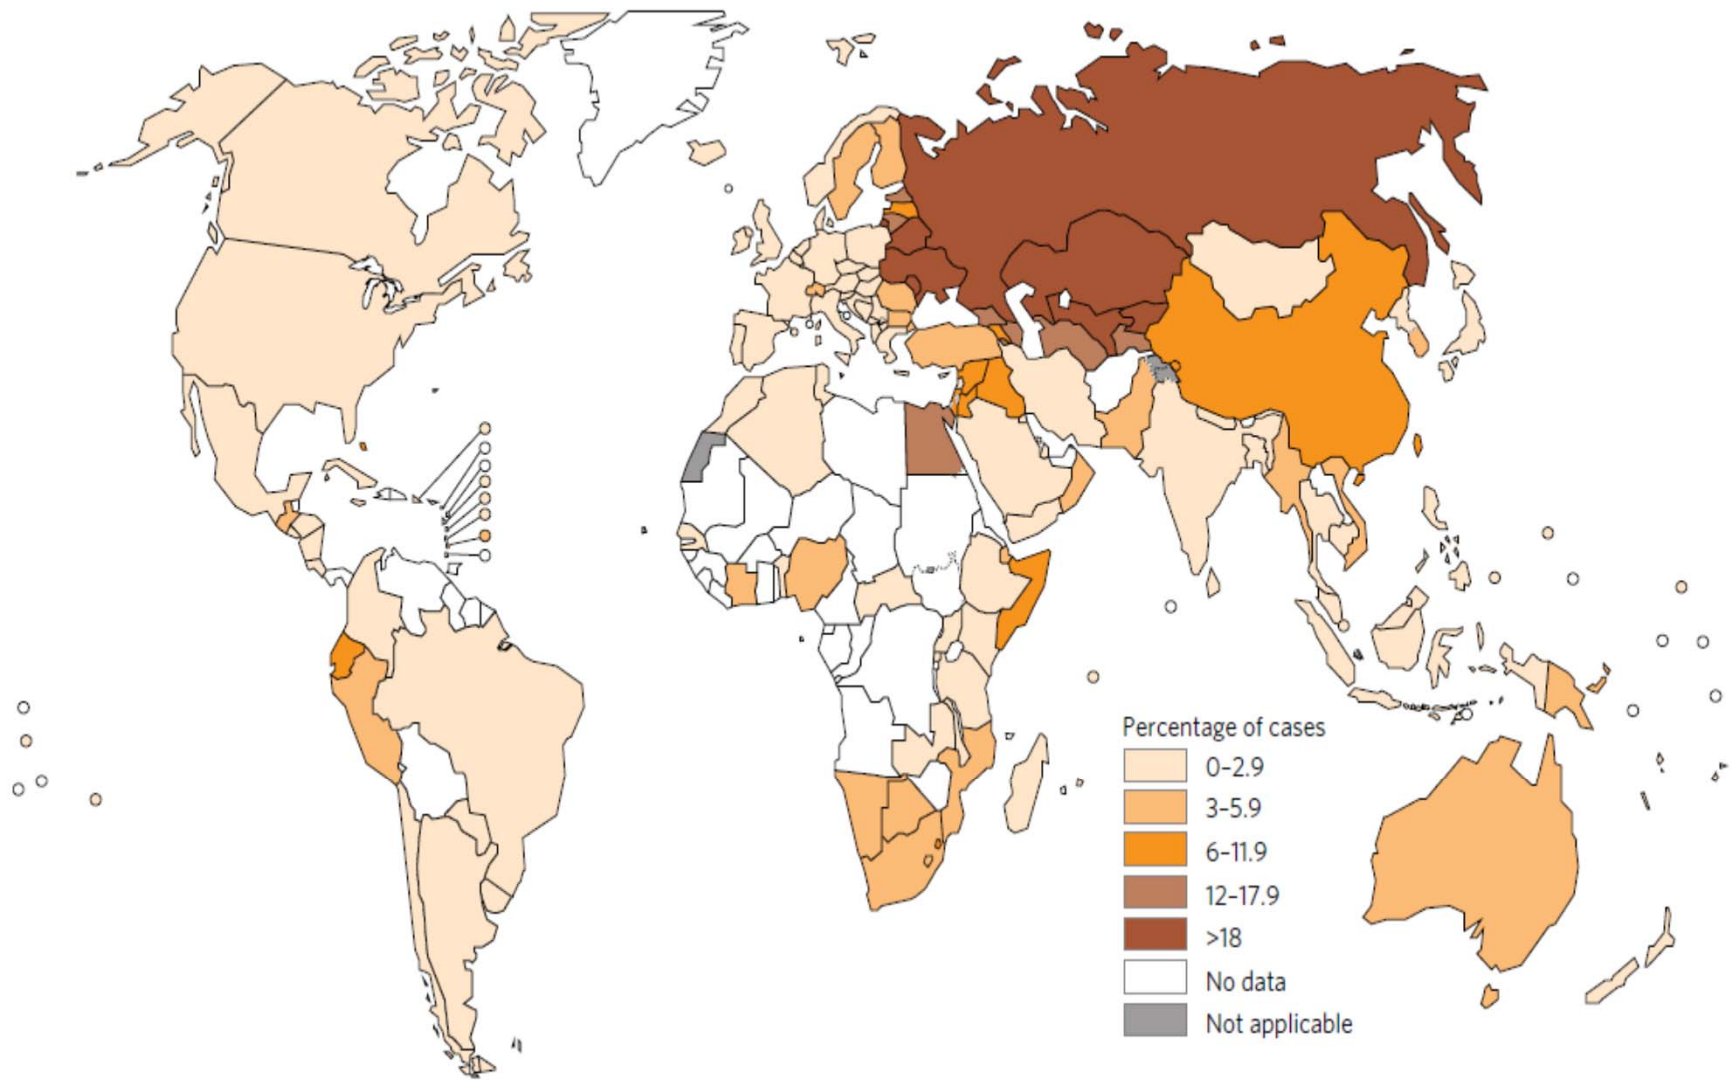 Percentage of cases
0–2.9
3–5.9
6–11.9
12–17.9
>18
No data
Not applicable